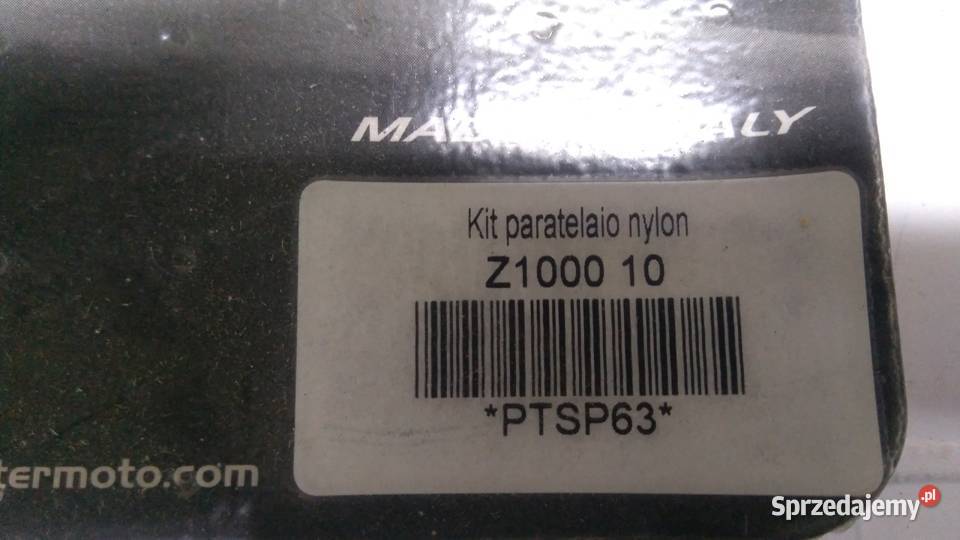 Kit paratelaio nylon
Z1000 10
*PTSP63*
termoto.com
Sprzedajemy.pl